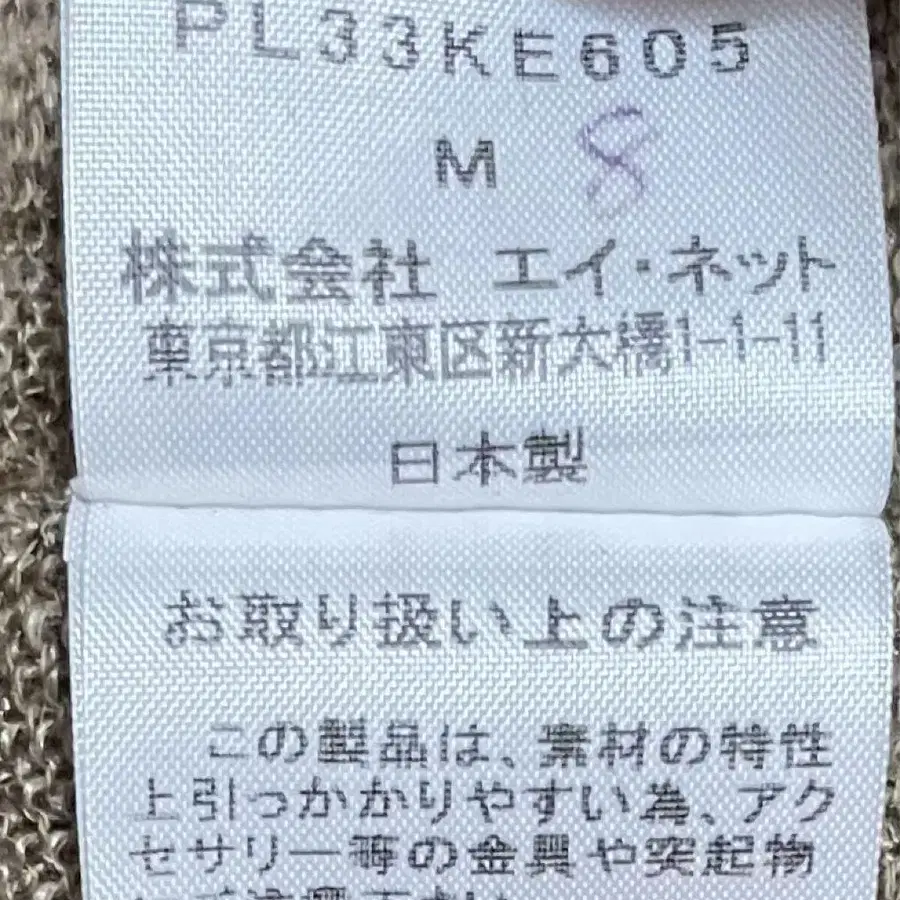 PL33KE605
M 8
株式会社 エイ・ネット
東京都江東区新大橋1-1-11
日本製
お取り扱い上の注意
この製品は、素材の特性
上引っかかりやすい為、アク
セサリー等の金具や突起物